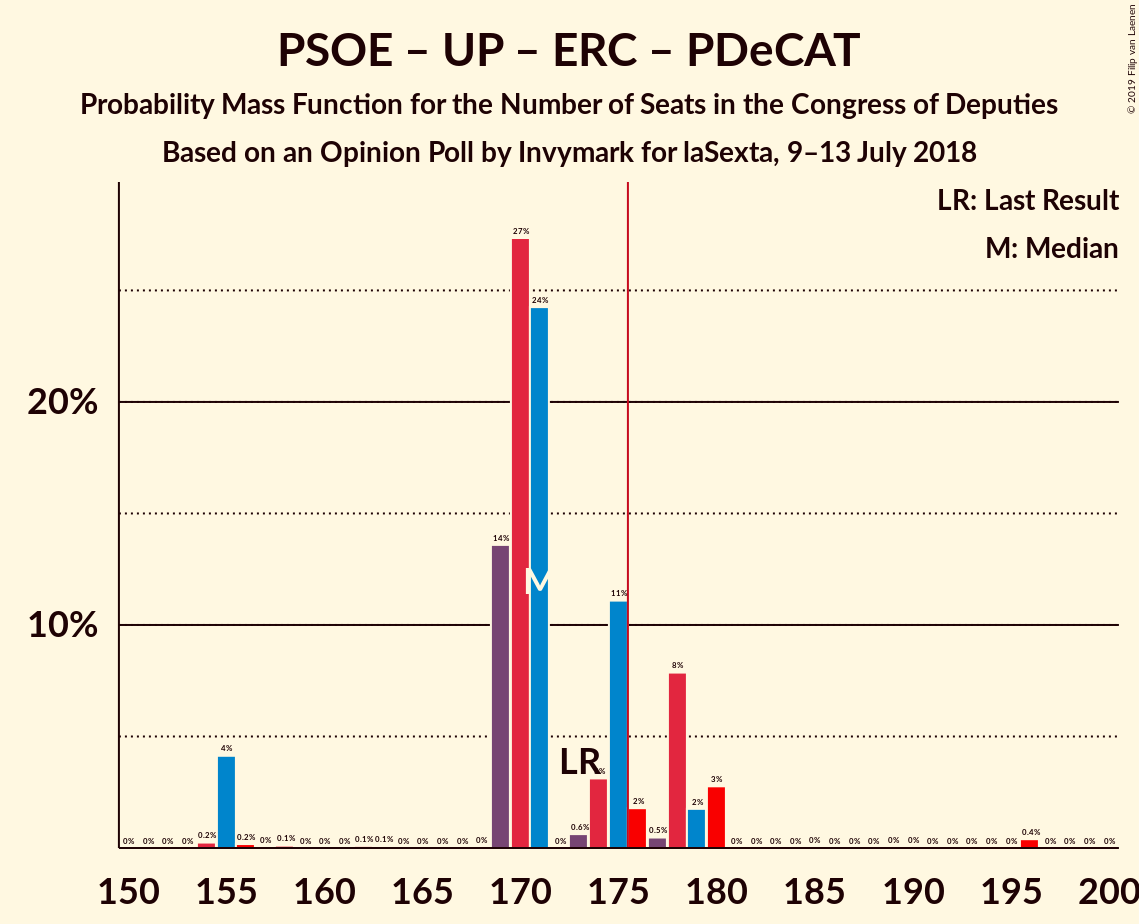 PSOE – UP – ERC – PDeCAT
Probability Mass Function for the Number of Seats in the Congress of Deputies
Based on an Opinion Poll by Invymark for laSexta, 9–13 July 2018
© 2019 Filip van Laenen
LR: Last Result
M: Median
20%
10%
0% 0% 0% 0% 0.2% 4% 0.2% 0% 0.1% 0% 0% 0% 0.1% 0.1% 0% 0% 0% 0% 0% 14% 27% 24% 0% 0.6% 11% 2% 0.5% 8% 2% 3% 0% 0% 0% 0% 0% 0% 0% 0% 0% 0% 0% 0% 0% 0% 0% 0.4% 0% 0% 0% 0%
M
LR
150 155 160 165 170 175 180 185 190 195 200